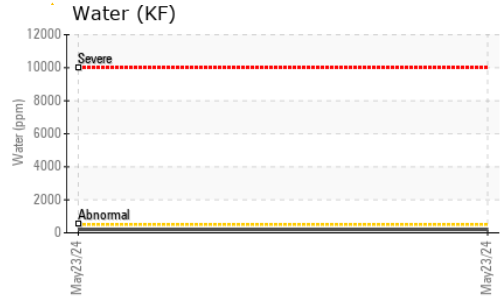 Water (KF)
12000
Severe
10000
8000
6000
4000
2000
Abnormal
0
Water (ppm)
May23/24
May23/24